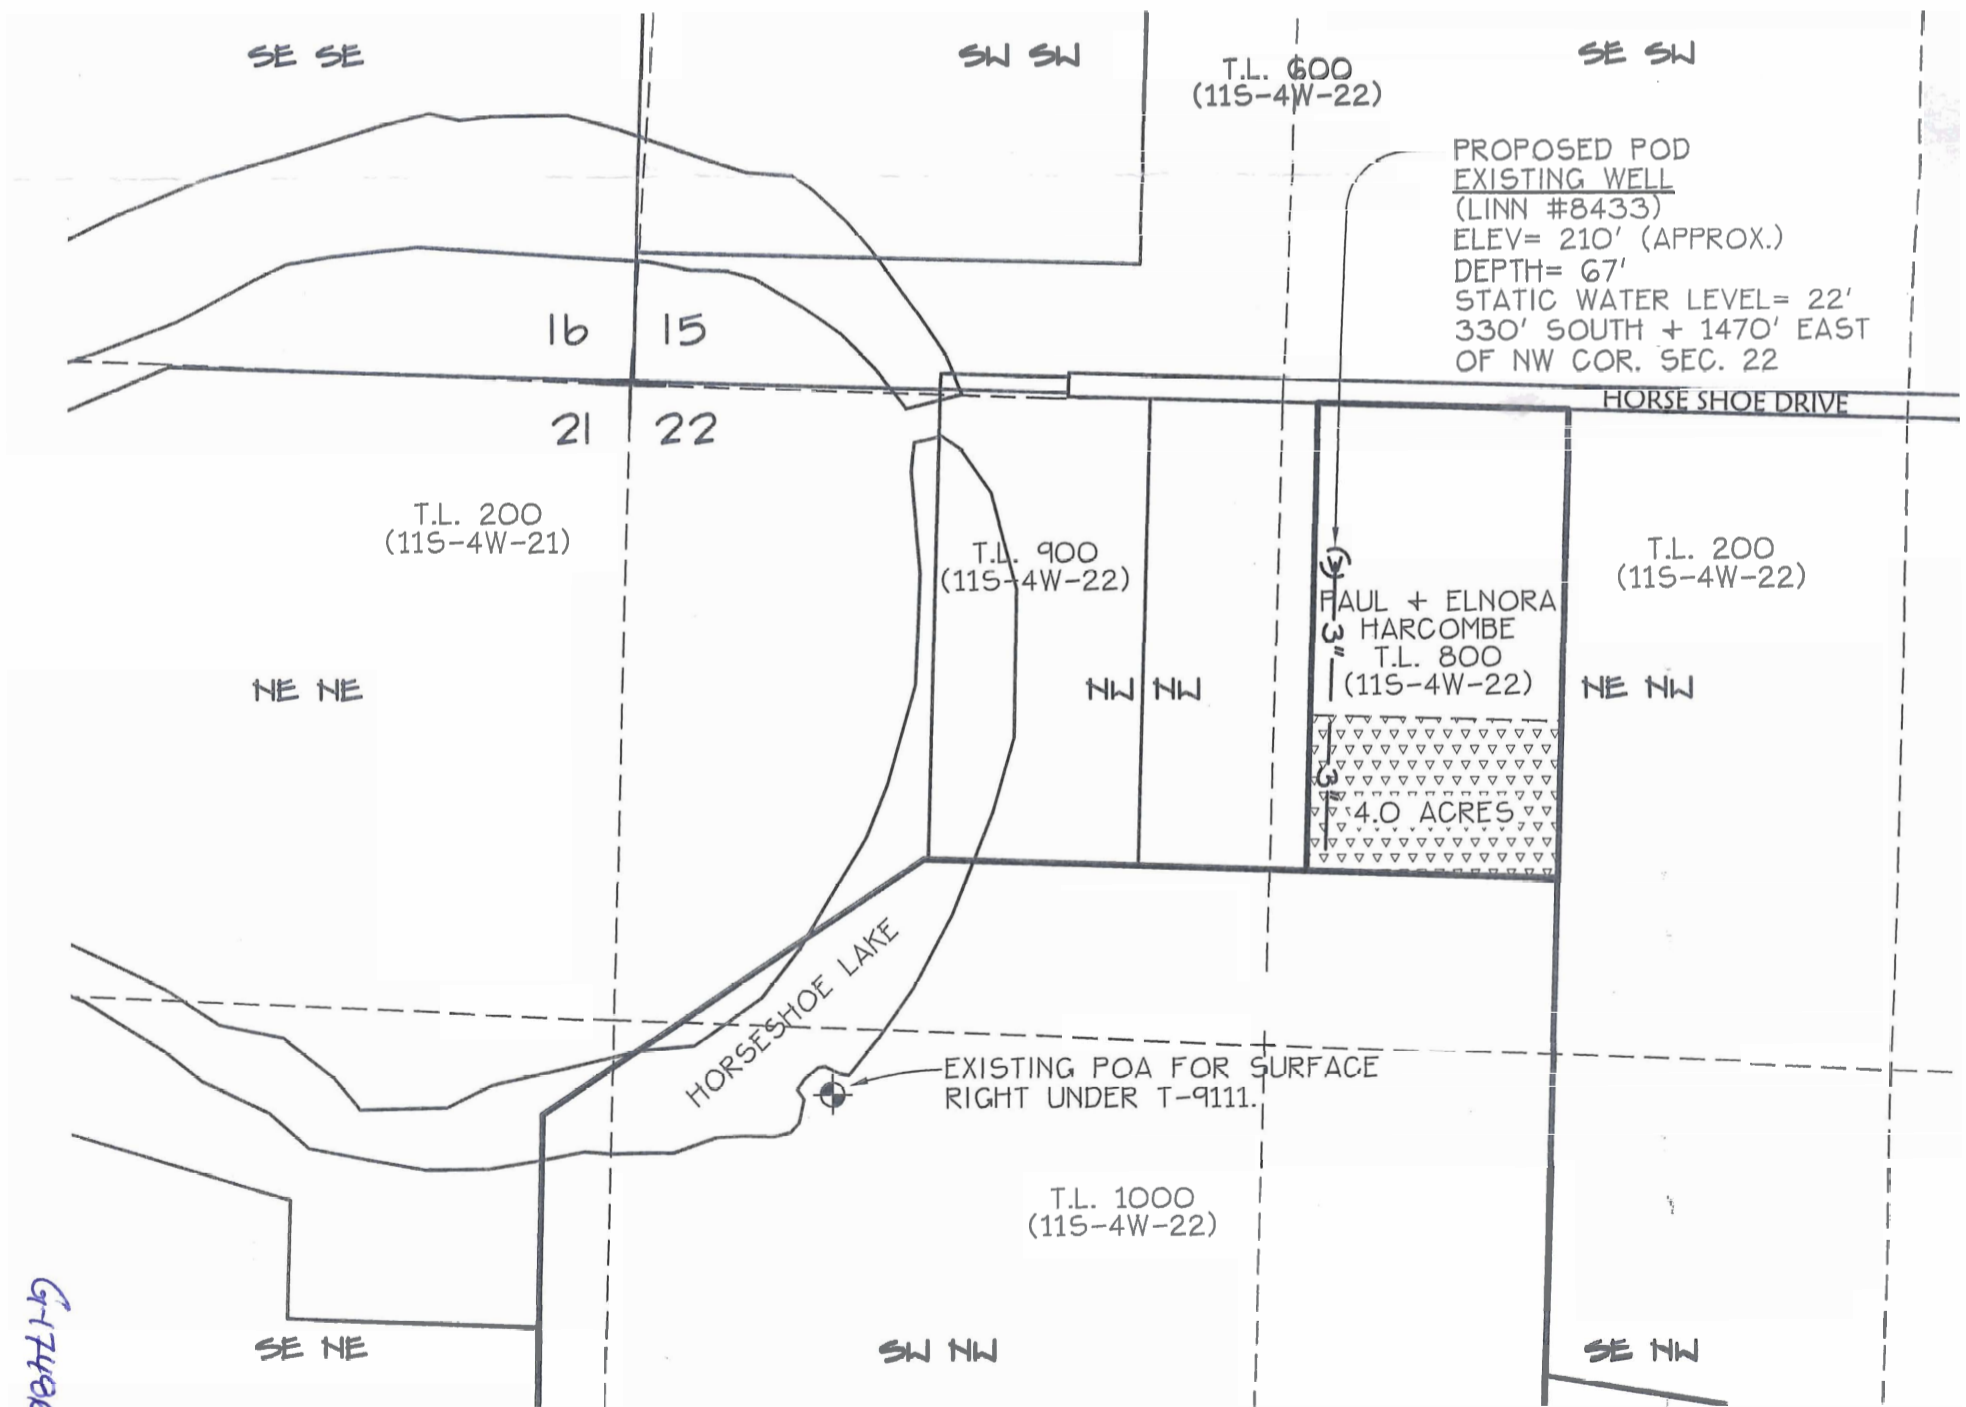 SE SE
SW SW
SE SW
T.L. 600
(11S-4W-22)
PROPOSED POD
EXISTING WELL
(LINN #8433)
ELEV= 210' (APPROX.)
DEPTH= 67'
STATIC WATER LEVEL= 22'
330' SOUTH + 1470' EAST
OF NW COR. SEC. 22
16 15
21 22
HORSE SHOE DRIVE
T.L. 200
(11S-4W-21)
T.L. 900
(11S-4W-22)
T.L. 200
(11S-4W-22)
(3)
PAUL + ELNORA
HARCOMBE
T.L. 800
(11S-4W-22)
3"
NE NE
NW NW
NE NW
3"
4.0 ACRES
HORSESHOE LAKE
EXISTING POA FOR SURFACE
RIGHT UNDER T-9111.
T.L. 1000
(11S-4W-22)
SE NE
SW NW
SE NW